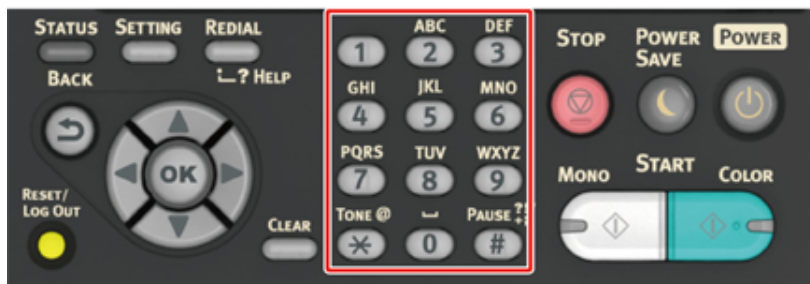 STATUS SETTING REDIAL
? HELP
BACK
OK
RESET/
LOG OUT
CLEAR
ABC DEF
1 2 3
GHI JKL MNO
4 5 6
PQRS TUV WXYZ
7 8 9
TONE @ ␣ PAUSE
* 0 #
STOP POWER SAVE POWER
MONO START COLOR